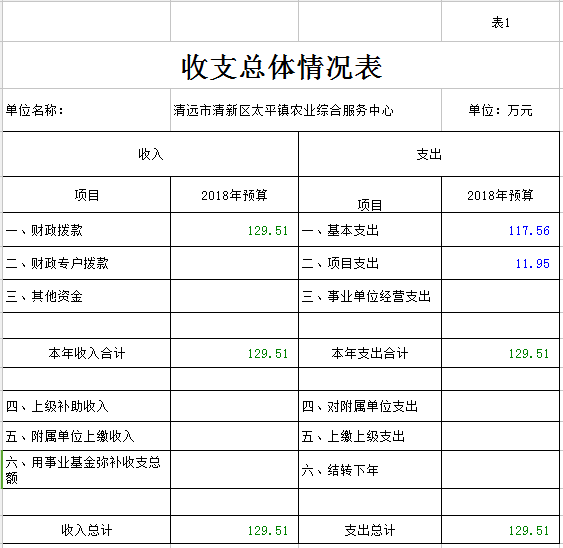 表1
收支总体情况表
单位名称： 清远市清新区太平镇农业综合服务中心 单位：万元
收入 支出
项目 2018年预算 项目 2018年预算
一、财政拨款 129.51 一、基本支出 117.56
二、财政专户拨款 二、项目支出 11.95
三、其他资金 三、事业单位经营支出
本年收入合计 129.51 本年支出合计 129.51
四、上级补助收入 四、对附属单位支出
五、附属单位上缴收入 五、上缴上级支出
六、用事业基金弥补收支总
额 六、结转下年
收入总计 129.51 支出总计 129.51